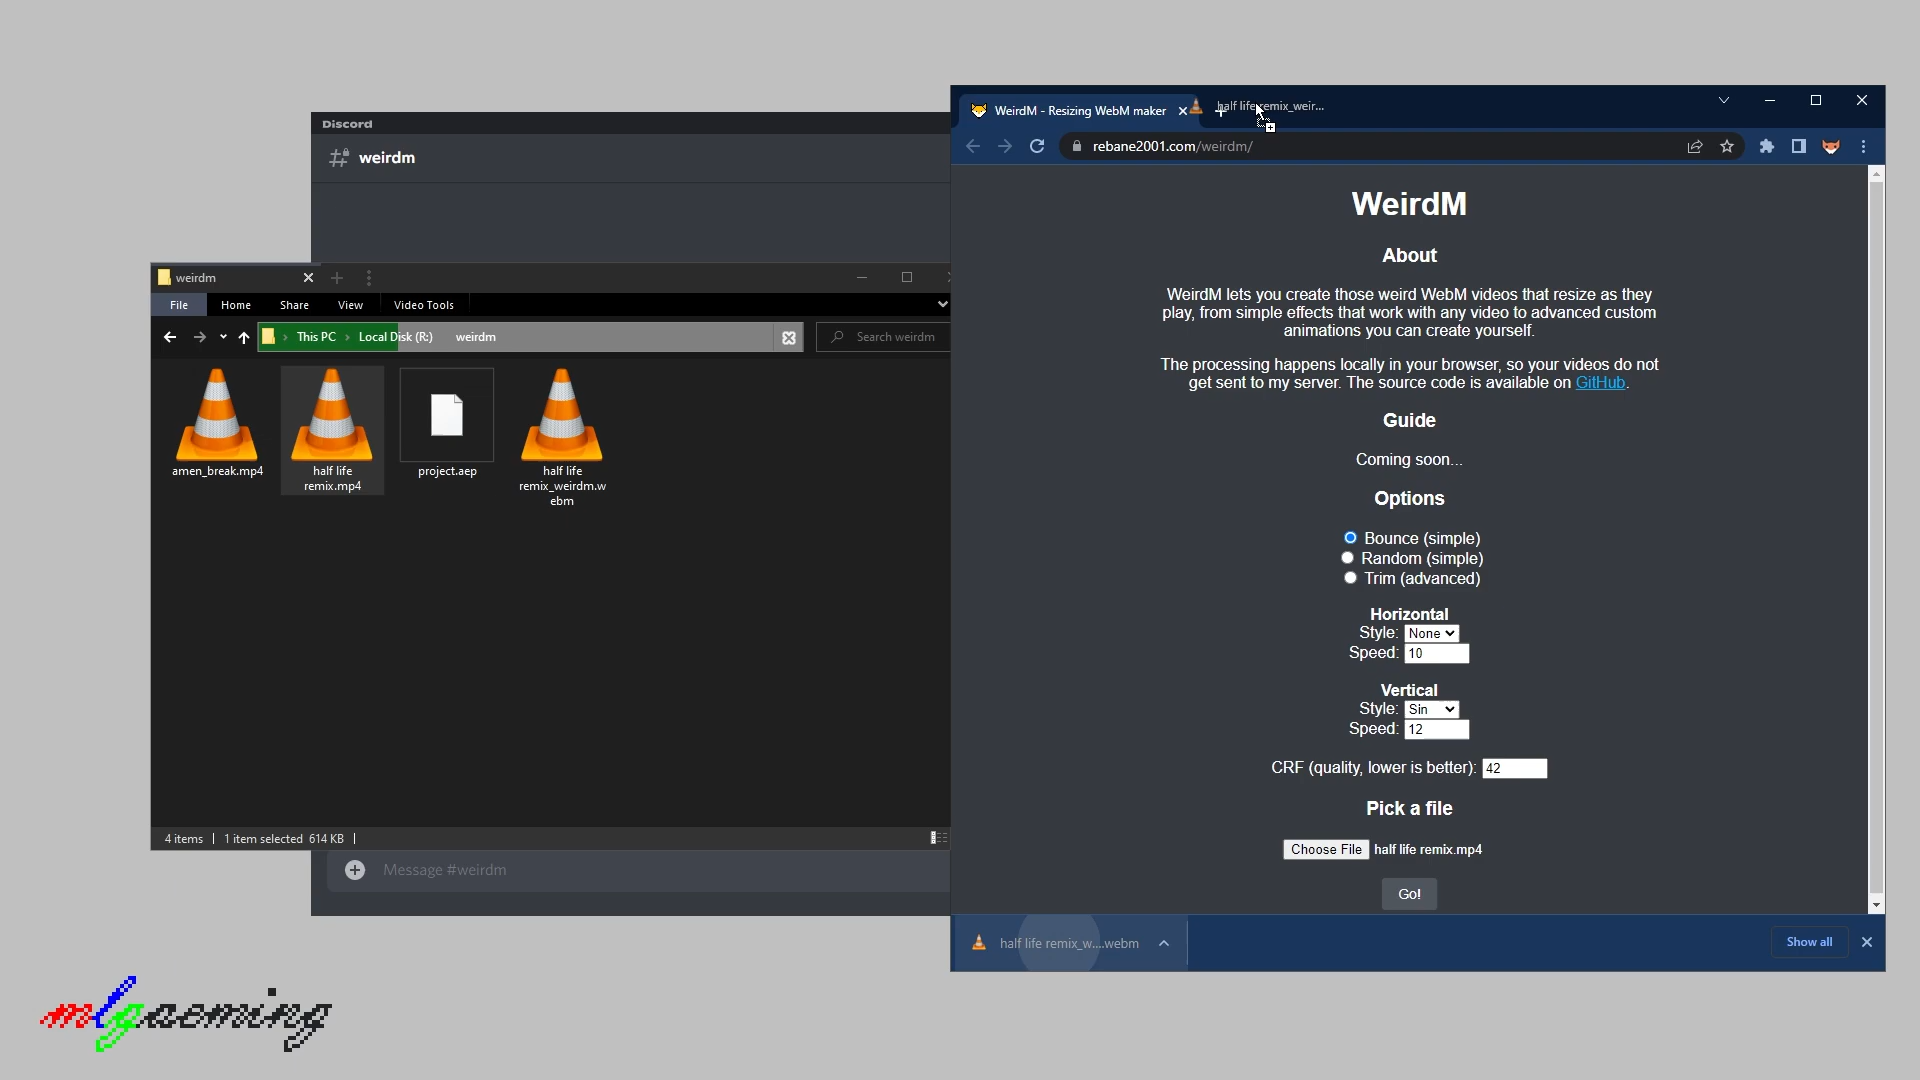 Discord
weirdm
weirdm
File Home Share View Video Tools
This PC Local Disk (R:) weirdm
Search weirdm
amen_break.mp4
half life
remix.mp4
project.aep
half life
remix_weirdm.w
ebm
4 items 1 item selected 614 KB
Message #weirdm
WeirdM - Resizing WebM maker
half life remix_weir...
rebane2001.com/weirdm/
WeirdM
About
WeirdM lets you create those weird WebM videos that resize as they
play, from simple effects that work with any video to advanced custom
animations you can create yourself.
The processing happens locally in your browser, so your videos do not
get sent to my server. The source code is available on GitHub.
Guide
Coming soon...
Options
Bounce (simple)
Random (simple)
Trim (advanced)
Horizontal
Style: None
Speed: 10
Vertical
Style: Sin
Speed: 12
CRF (quality, lower is better): 42
Pick a file
Choose File half life remix.mp4
Go!
half life remix_w....webm
Show all
mlgaeming